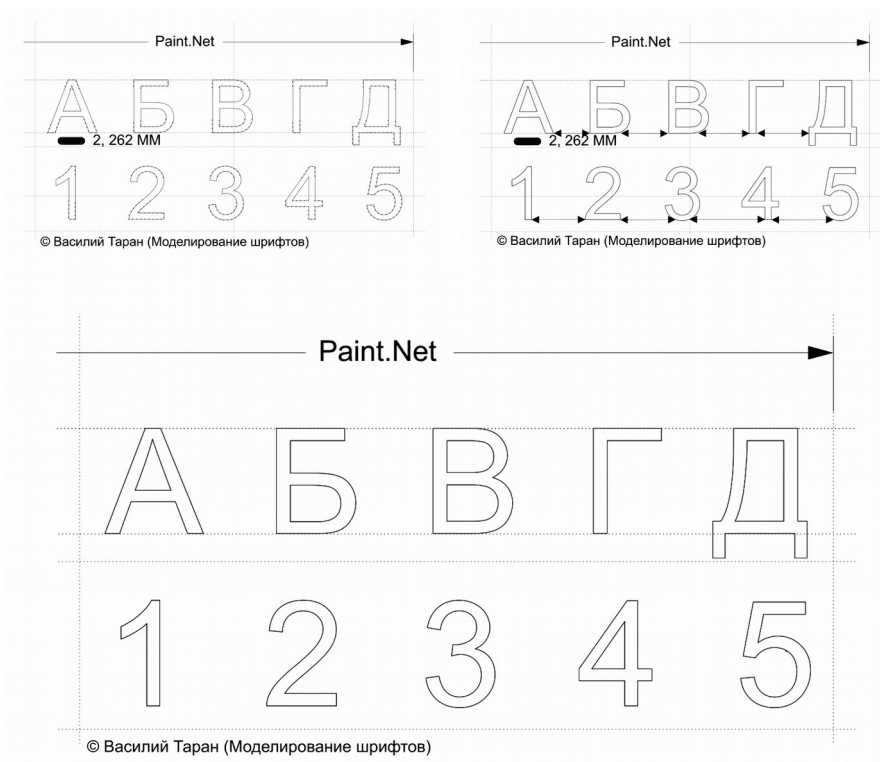 Paint.Net
А Б В Г Д
2, 262 ММ
1 2 3 4 5
© Василий Таран (Моделирование шрифтов)
Paint.Net
А Б В Г Д
2, 262 ММ
1 2 3 4 5
© Василий Таран (Моделирование шрифтов)
Paint.Net
А Б В Г Д
1 2 3 4 5
© Василий Таран (Моделирование шрифтов)